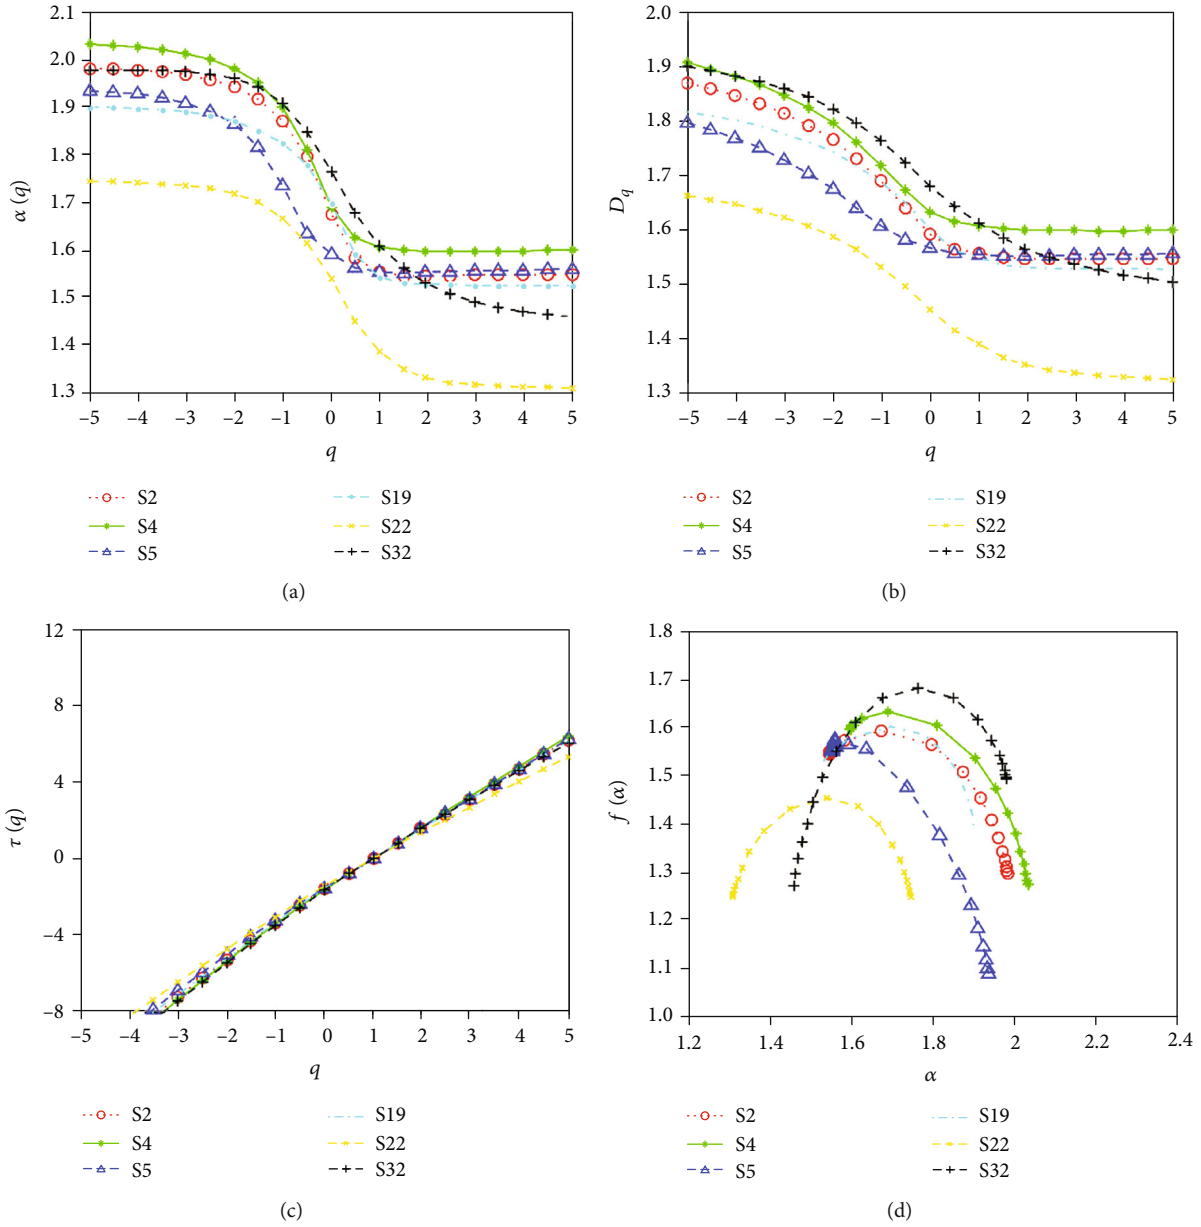 2.1
2.0
1.9
1.8
1.7
1.6
1.5
1.4
1.3
α (q)
−5 −4 −3 −2 −1 0 1 2 3 4 5
q
S2
S4
S5
S19
S22
S32
(a)
2.0
1.9
1.8
1.7
1.6
1.5
1.4
1.3
Dq
−5 −4 −3 −2 −1 0 1 2 3 4 5
q
S2
S4
S5
S19
S22
S32
(b)
12
8
4
0
−4
−8
τ (q)
−5 −4 −3 −2 −1 0 1 2 3 4 5
q
S2
S4
S5
S19
S22
S32
(c)
1.8
1.7
1.6
1.5
1.4
1.3
1.2
1.1
1.0
f (α)
1.2 1.4 1.6 1.8 2 2.2 2.4
α
S2
S4
S5
S19
S22
S32
(d)